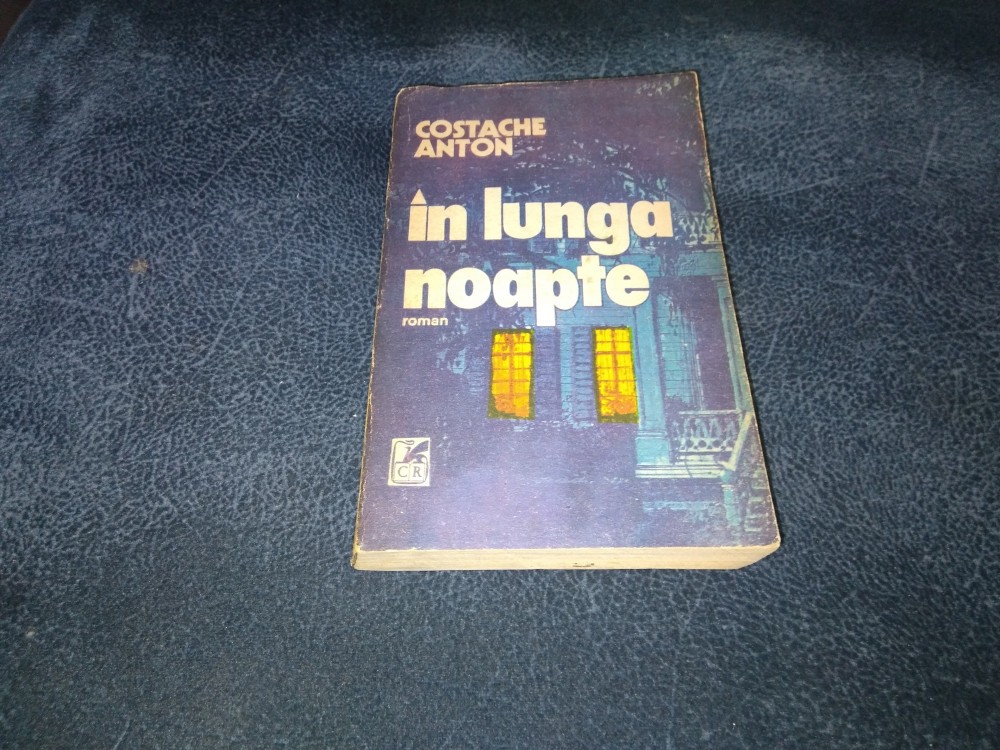 COSTACHE
ANTON
în lunga
noapte
roman
CR